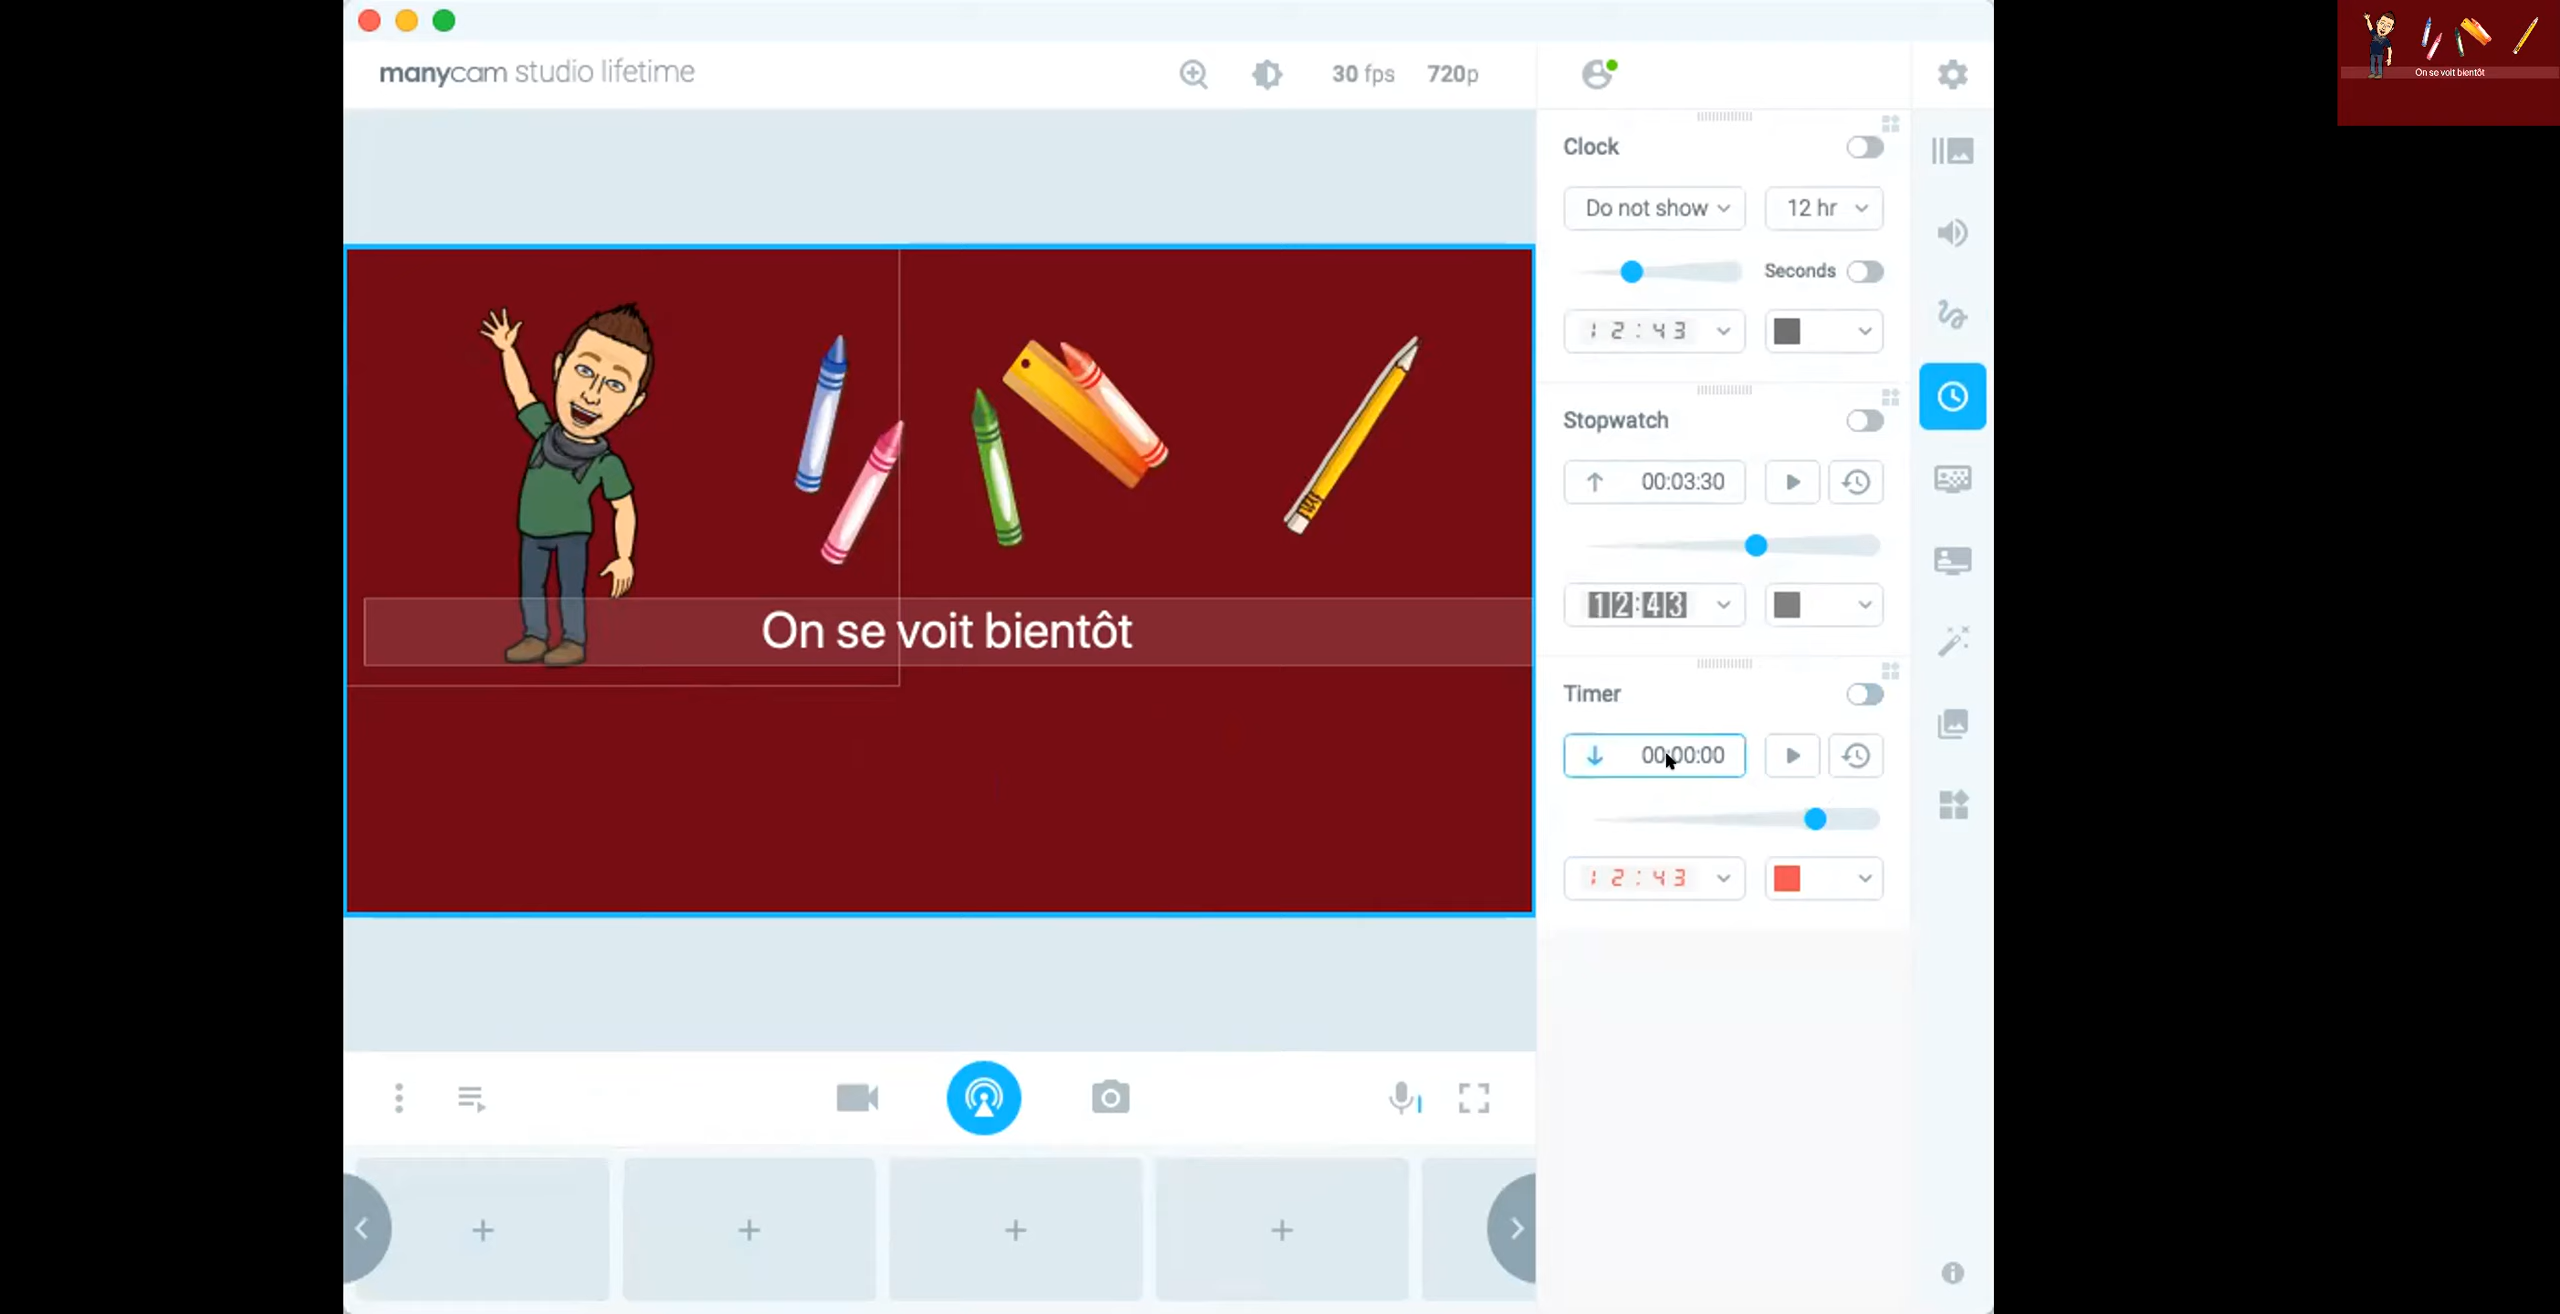 manycam studio lifetime
30 fps 720p
Clock
Do not show 12 hr
Seconds
12:43
Stopwatch
00:03:30
12:43
Timer
00:00:00
12:43
On se voit bientôt
On se voit bientôt